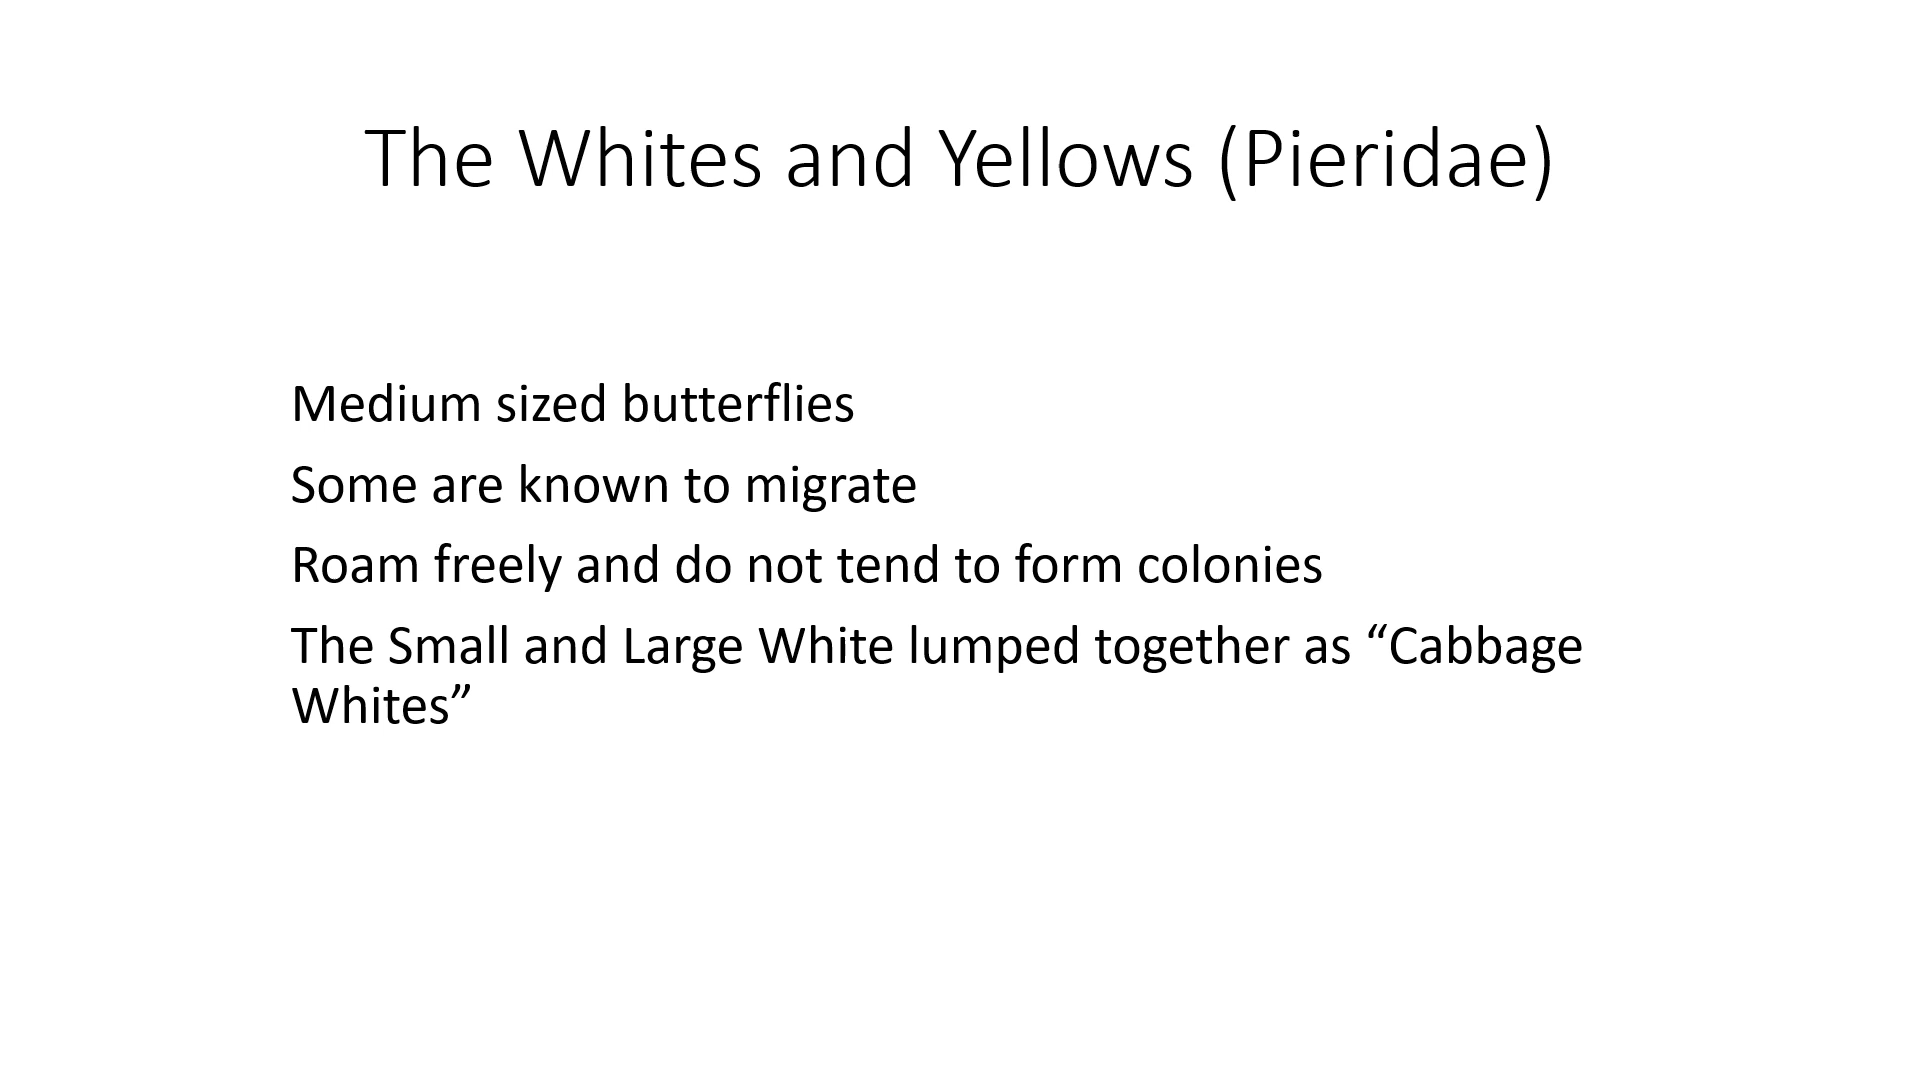 The Whites and Yellows (Pieridae)
Medium sized butterflies
Some are known to migrate
Roam freely and do not tend to form colonies
The Small and Large White lumped together as “Cabbage
Whites”